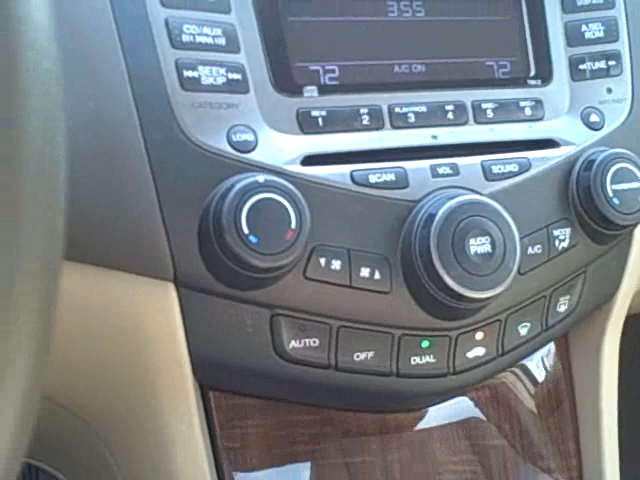 355
CD/AUX
A.SEL
RDM
SEEK
SKIP
TUNE
72
A/C ON
72
CATEGORY
1
2
3
4
5
6
LOAD
SCAN
VOL
SOUND
AUDIO
PWR
A/C
MODE
AUTO
OFF
DUAL